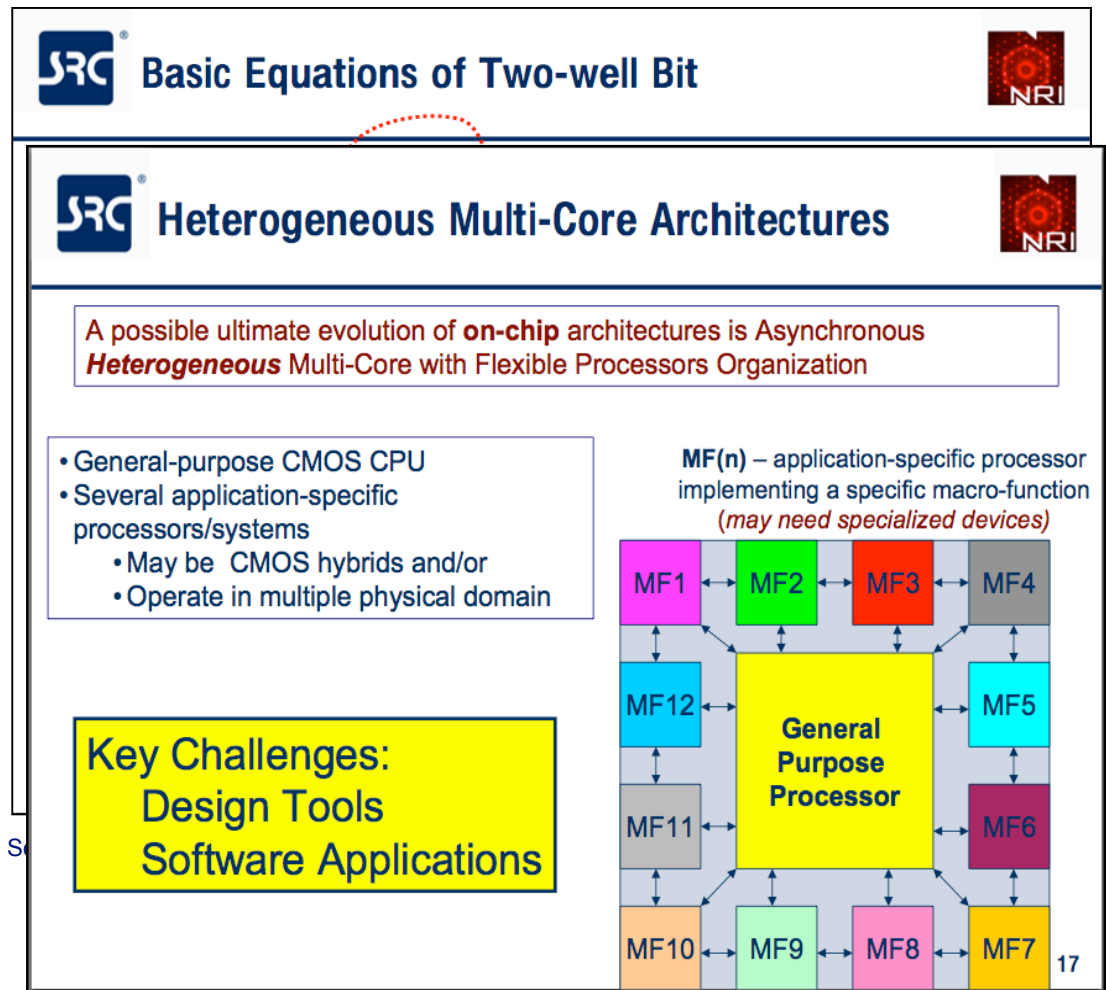 SRC ®
Basic Equations of Two-well Bit
NRI
SRC ®
Heterogeneous Multi-Core Architectures
NRI
A possible ultimate evolution of on-chip architectures is Asynchronous
Heterogeneous Multi-Core with Flexible Processors Organization
• General-purpose CMOS CPU
• Several application-specific
processors/systems
• May be CMOS hybrids and/or
• Operate in multiple physical domain
MF(n) – application-specific processor
implementing a specific macro-function
(may need specialized devices)
MF1 MF2 MF3 MF4
MF12 MF5
General
Purpose
Processor
MF11 MF6
MF10 MF9 MF8 MF7
Key Challenges:
Design Tools
Software Applications
17